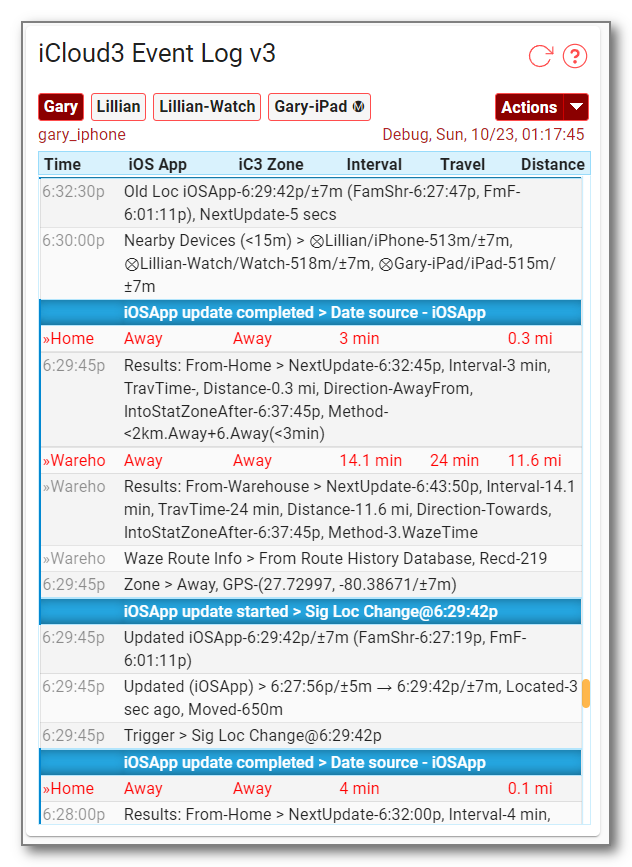 iCloud3 Event Log v3
Gary Lillian Lillian-Watch Gary-iPad Ⓜ Actions
gary_iphone Debug, Sun, 10/23, 01:17:45
Time iOS App iC3 Zone Interval Travel Distance
6:32:30p Old Loc iOSApp-6:29:42p/±7m (FamShr-6:27:47p, FmF-
6:01:11p), NextUpdate-5 secs
6:30:00p Nearby Devices (<15m) > ⊗Lillian/iPhone-513m/±7m,
⊗Lillian-Watch/Watch-518m/±7m, ⊗Gary-iPad/iPad-515m/
±7m
iOSApp update completed > Date source - iOSApp
»Home Away Away 3 min 0.3 mi
6:29:45p Results: From-Home > NextUpdate-6:32:45p, Interval-3 min,
TravTime-, Distance-0.3 mi, Direction-AwayFrom,
IntoStatZoneAfter-6:37:45p, Method-
<2km.Away+6.Away(<3min)
»Wareho Away Away 14.1 min 24 min 11.6 mi
»Wareho Results: From-Warehouse > NextUpdate-6:43:50p, Interval-14.1
min, TravTime-24 min, Distance-11.6 mi, Direction-Towards,
IntoStatZoneAfter-6:37:45p, Method-3.WazeTime
»Wareho Waze Route Info > From Route History Database, Recd-219
6:29:45p Zone > Away, GPS-(27.72997, -80.38671/±7m)
iOSApp update started > Sig Loc Change@6:29:42p
6:29:45p Updated iOSApp-6:29:42p/±7m (FamShr-6:27:19p, FmF-
6:01:11p)
6:29:45p Updated (iOSApp) > 6:27:56p/±5m → 6:29:42p/±7m, Located-3
sec ago, Moved-650m
6:29:45p Trigger > Sig Loc Change@6:29:42p
iOSApp update completed > Date source - iOSApp
»Home Away Away 4 min 0.1 mi
6:28:00p Results: From-Home > NextUpdate-6:32:00p, Interval-4 min,